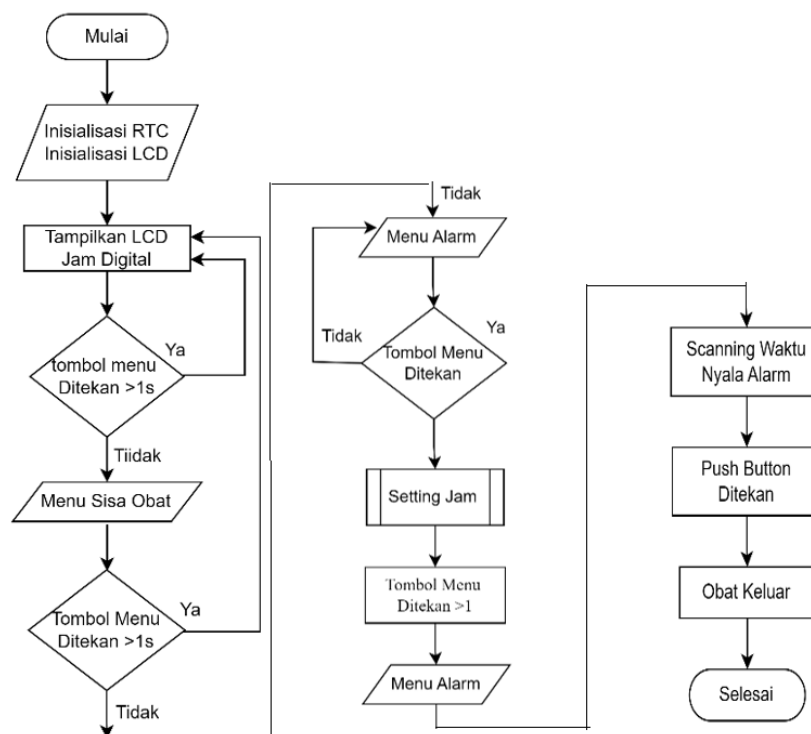 Mulai
Inisialisasi RTC
Inisialisasi LCD
Tampilkan LCD
Jam Digital
tombol menu
Ditekan >1s
Ya
Tiidak
Menu Sisa Obat
Tombol Menu
Ditekan >1s
Ya
Tidak
Tidak
Menu Alarm
Tidak
Ya
Tombol Menu
Ditekan
Setting Jam
Tombol Menu
Ditekan >1
Menu Alarm
Scanning Waktu
Nyala Alarm
Push Button
Ditekan
Obat Keluar
Selesai